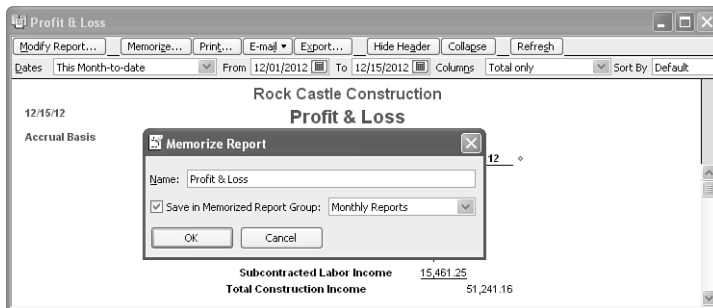 Profit & Loss
Modify Report... Memorize... Print... E-mail Export... Hide Header Collapse Refresh
Dates This Month-to-date From 12/01/2012 To 12/15/2012 Columns Total only Sort By Default
Rock Castle Construction
12/15/12
Profit & Loss
Accrual Basis
Memorize Report
12
Name: Profit & Loss
Save in Memorized Report Group: Monthly Reports
OK Cancel
Subcontracted Labor Income 15,461.25
Total Construction Income 51,241.16